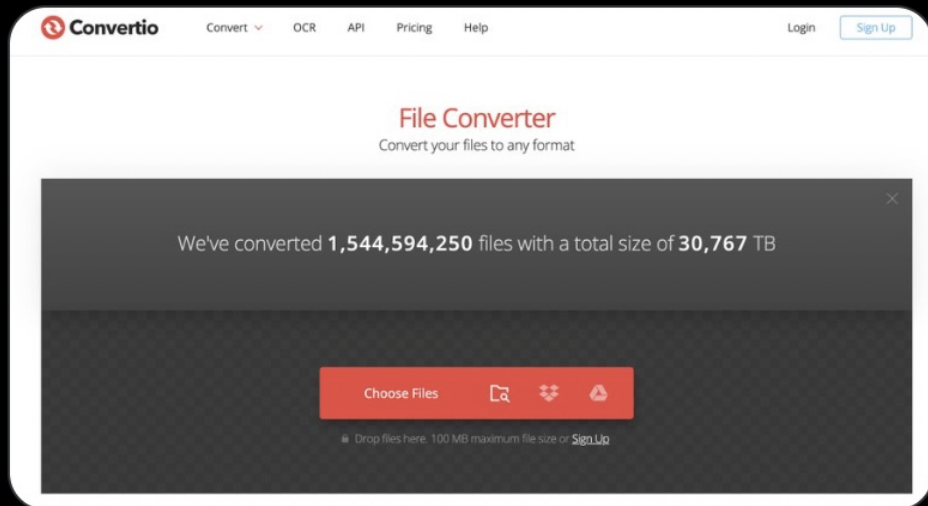 Convertio Convert OCR API Pricing Help Login Sign Up
File Converter
Convert your files to any format
We've converted 1,544,594,250 files with a total size of 30,767 TB
Choose Files
Drop files here. 100 MB maximum file size or Sign Up